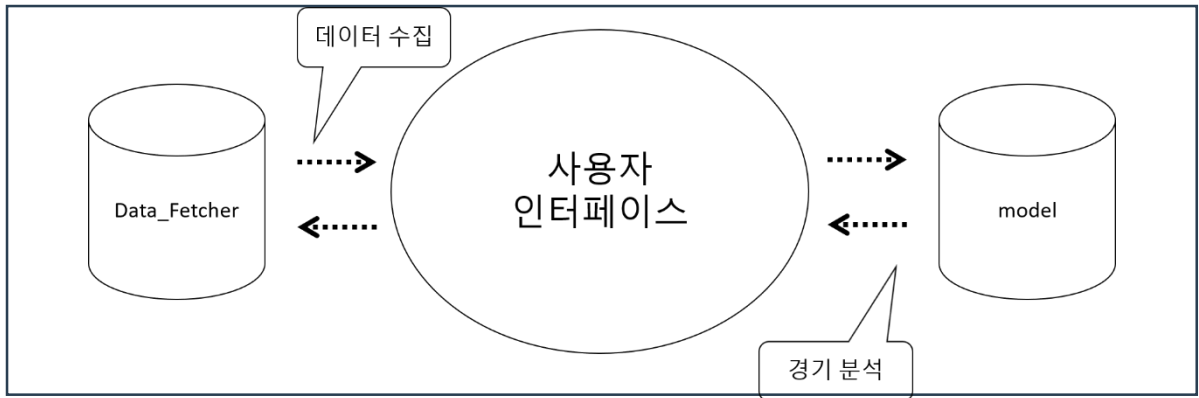 데이터 수집
Data_Fetcher
사용자
인터페이스
model
경기 분석